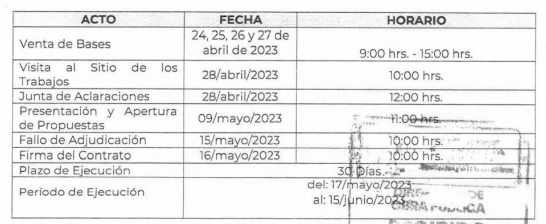 ACTO FECHA HORARIO
Venta de Bases 24, 25, 26 y 27 de abril de 2023 9:00 hrs. - 15:00 hrs.
Visita al Sitio de los Trabajos 28/abril/2023 10:00 hrs.
Junta de Aclaraciones 28/abril/2023 12:00 hrs.
Presentación y Apertura de Propuestas 09/mayo/2023 11:00 hrs.
Fallo de Adjudicación 15/mayo/2023 10:00 hrs.
Firma del Contrato 16/mayo/2023 10:00 hrs.
Plazo de Ejecución 30 Días.
Período de Ejecución del: 17/mayo/2023
al: 15/junio/2023
DE
OBRA PUBLICA